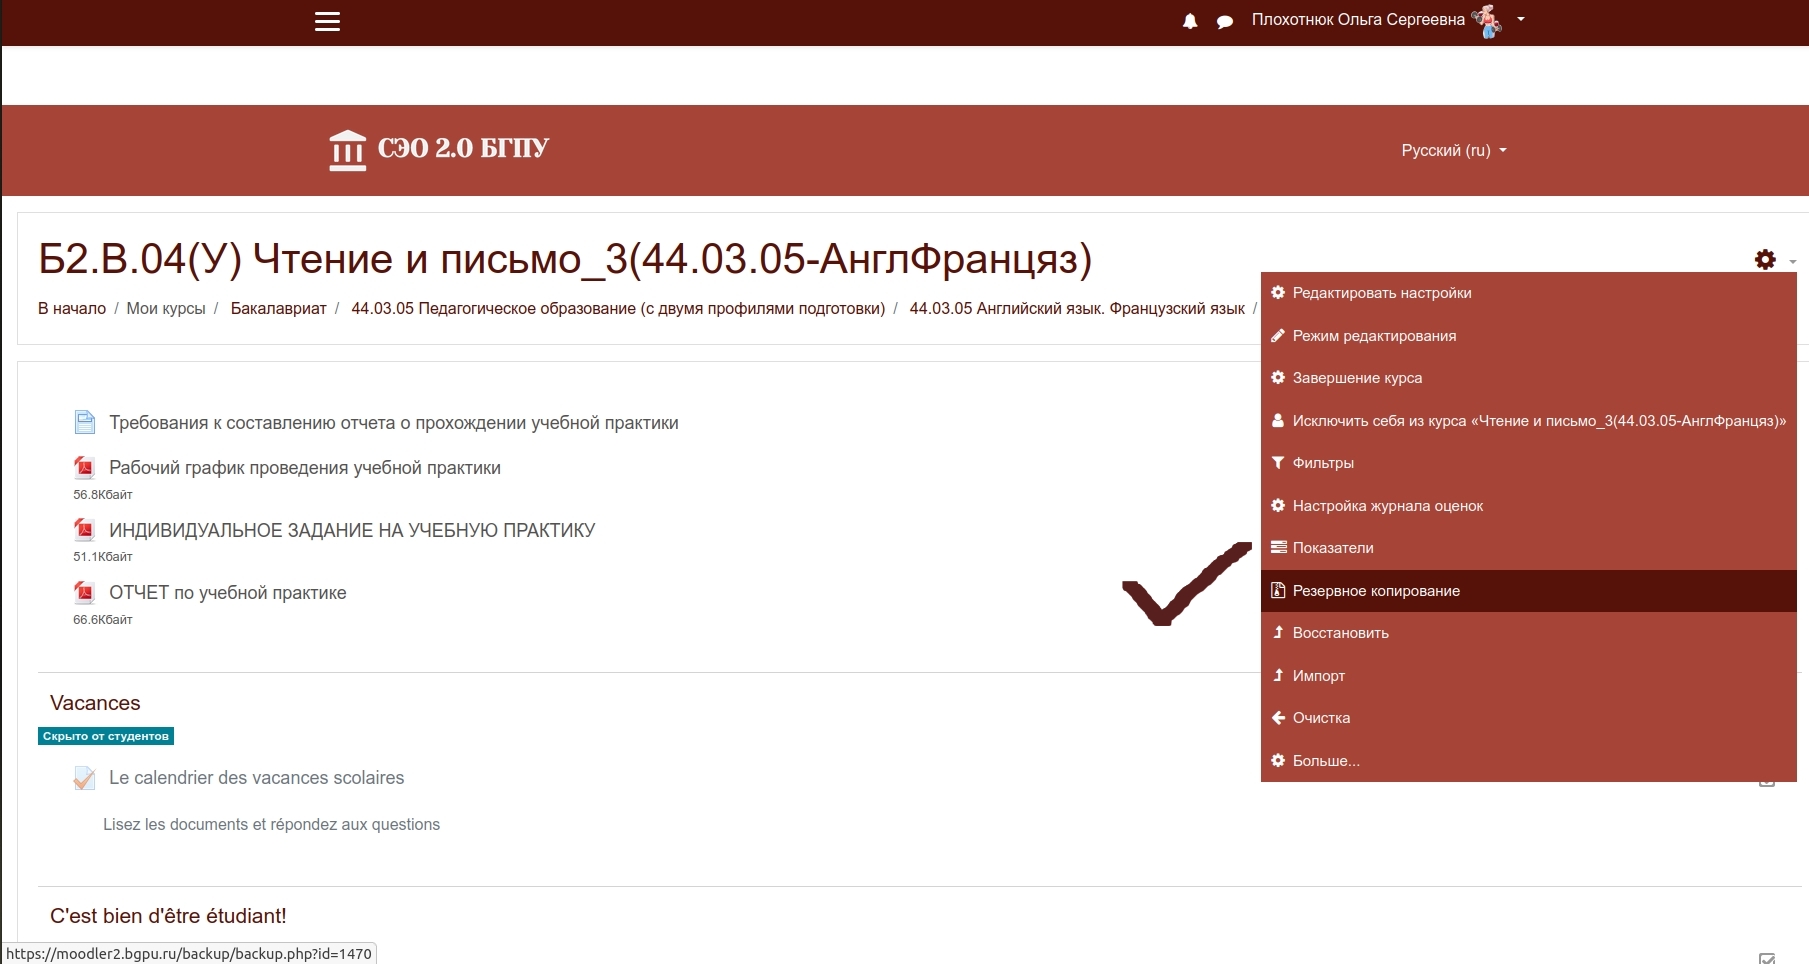 Плохотнюк Ольга Сергеевна
СЭО 2.0 БГПУ
Русский (ru)
Б2.В.04(У) Чтение и письмо_3(44.03.05-АнглФранцяз)
В начало / Мои курсы / Бакалавриат / 44.03.05 Педагогическое образование (с двумя профилями подготовки) / 44.03.05 Английский язык. Французский язык /
Редактировать настройки
Режим редактирования
Завершение курса
Исключить себя из курса «Чтение и письмо_3(44.03.05-АнглФранцяз)»
Фильтры
Настройка журнала оценок
Показатели
Резервное копирование
Восстановить
Импорт
Очистка
Больше...
Требования к составлению отчета о прохождении учебной практики
Рабочий график проведения учебной практики
56.8Кбайт
ИНДИВИДУАЛЬНОЕ ЗАДАНИЕ НА УЧЕБНУЮ ПРАКТИКУ
51.1Кбайт
ОТЧЕТ по учебной практике
66.6Кбайт
Vacances
Скрыто от студентов
Le calendrier des vacances scolaires
Lisez les documents et répondez aux questions
C'est bien d'être étudiant!
https://moodler2.bgpu.ru/backup/backup.php?id=1470